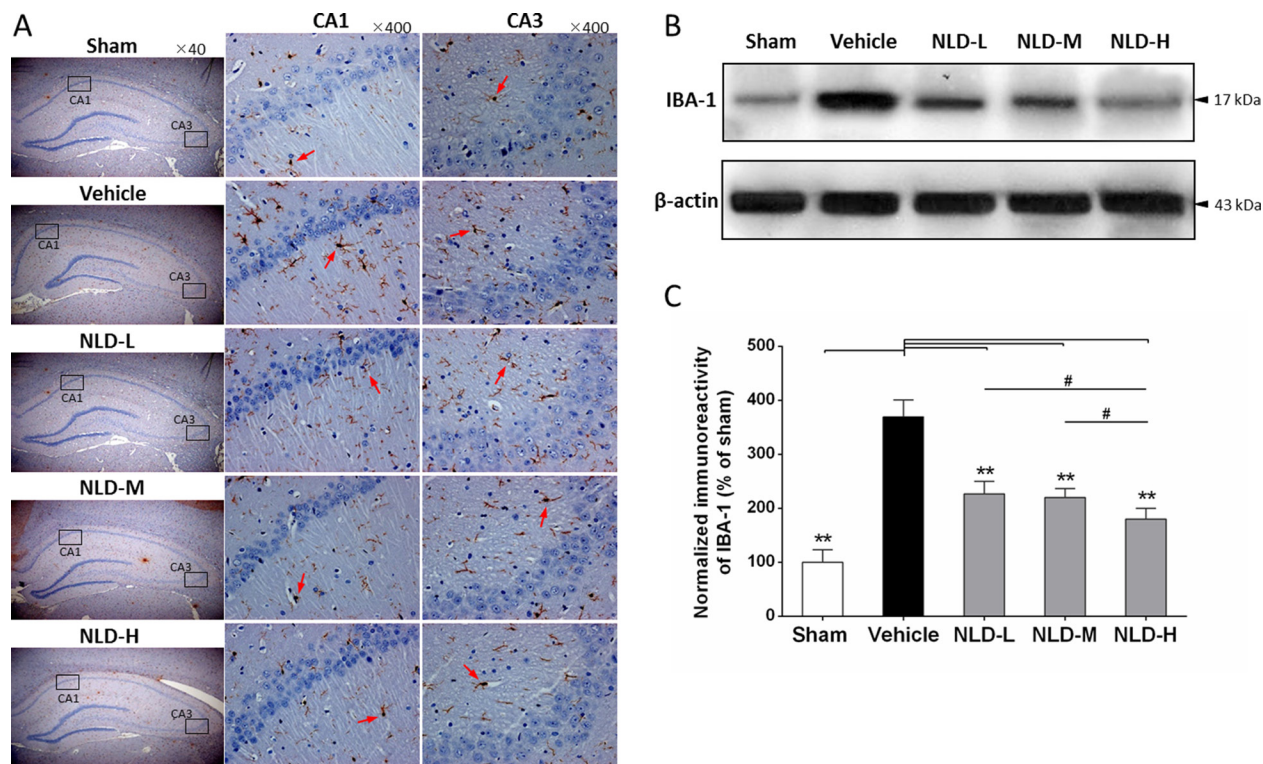 A
CA1
×400
CA3
×400
Sham
×40
CA1
CA3
Vehicle
CA1
CA3
NLD-L
CA1
CA3
NLD-M
CA1
CA3
NLD-H
CA1
CA3
B
Sham Vehicle NLD-L NLD-M NLD-H
IBA-1
17 kDa
β-actin
43 kDa
C
Normalized immunoreactivity
of IBA-1 (% of sham)
500
400
300
200
100
0
#
#
**
**
**
**
Sham Vehicle NLD-L NLD-M NLD-H